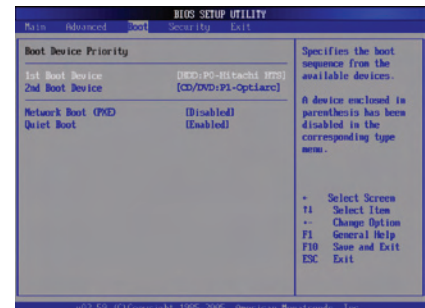 BIOS SETUP UTILITY
Main Advanced Boot Security Exit
Boot Device Priority
1st Boot Device [HDD:P0-Hitachi HTS]
2nd Boot Device [CD/DVD:P1-Optiarc]
Network Boot (PXE) [Disabled]
Quiet Boot [Enabled]
Specifies the boot
sequence from the
available devices.
A device enclosed in
parenthesis has been
disabled in the
corresponding type
menu.
Select Screen
↑↓ Select Item
+- Change Option
F1 General Help
F10 Save and Exit
ESC Exit